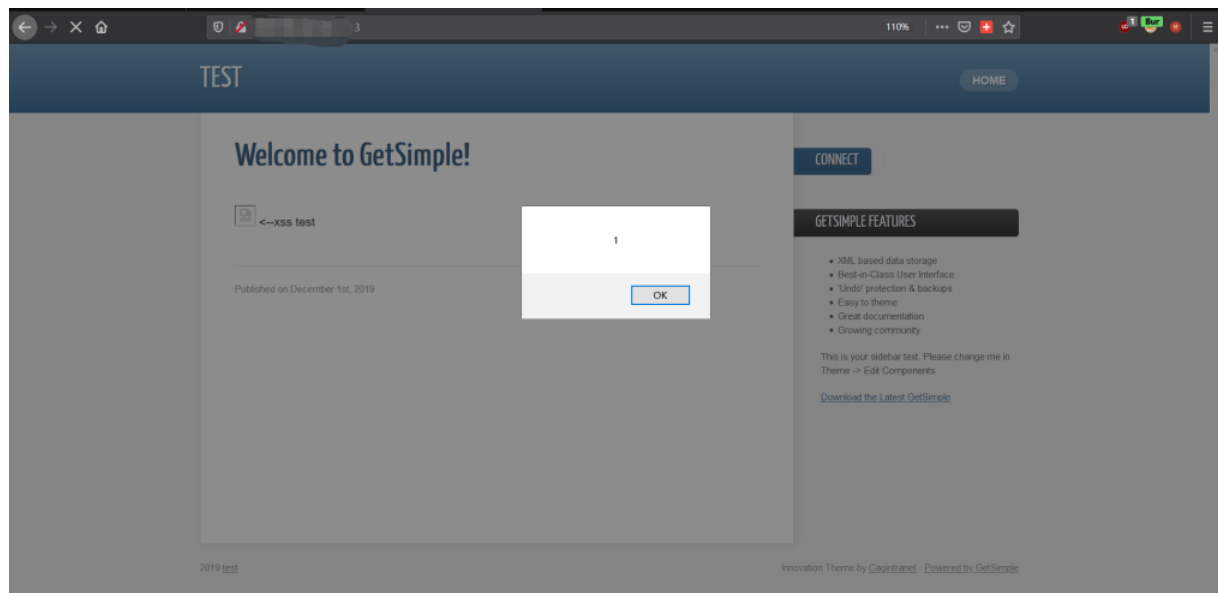 3
110%
1
Bur
TEST
HOME
Welcome to GetSimple!
CONNECT
<--xss test
GETSIMPLE FEATURES
1
XML based data storage
Best-in-Class User Interface
'Undo' protection & backups
Published on December 1st, 2019
Easy to theme
OK
Great documentation
Growing community
This is your sidebar text. Please change me in
Theme -> Edit Components
Download the Latest GetSimple
2019 test
Innovation Theme by Cagintranet · Powered by GetSimple